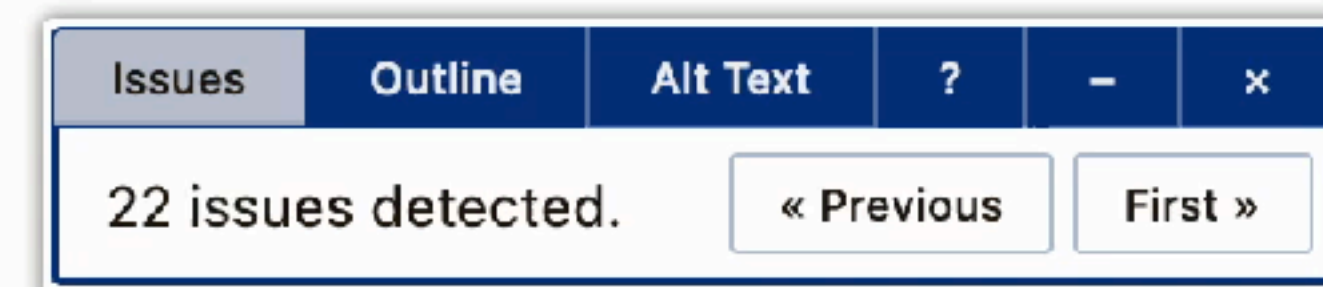 Issues Outline Alt Text ? – ×
22 issues detected. « Previous First »